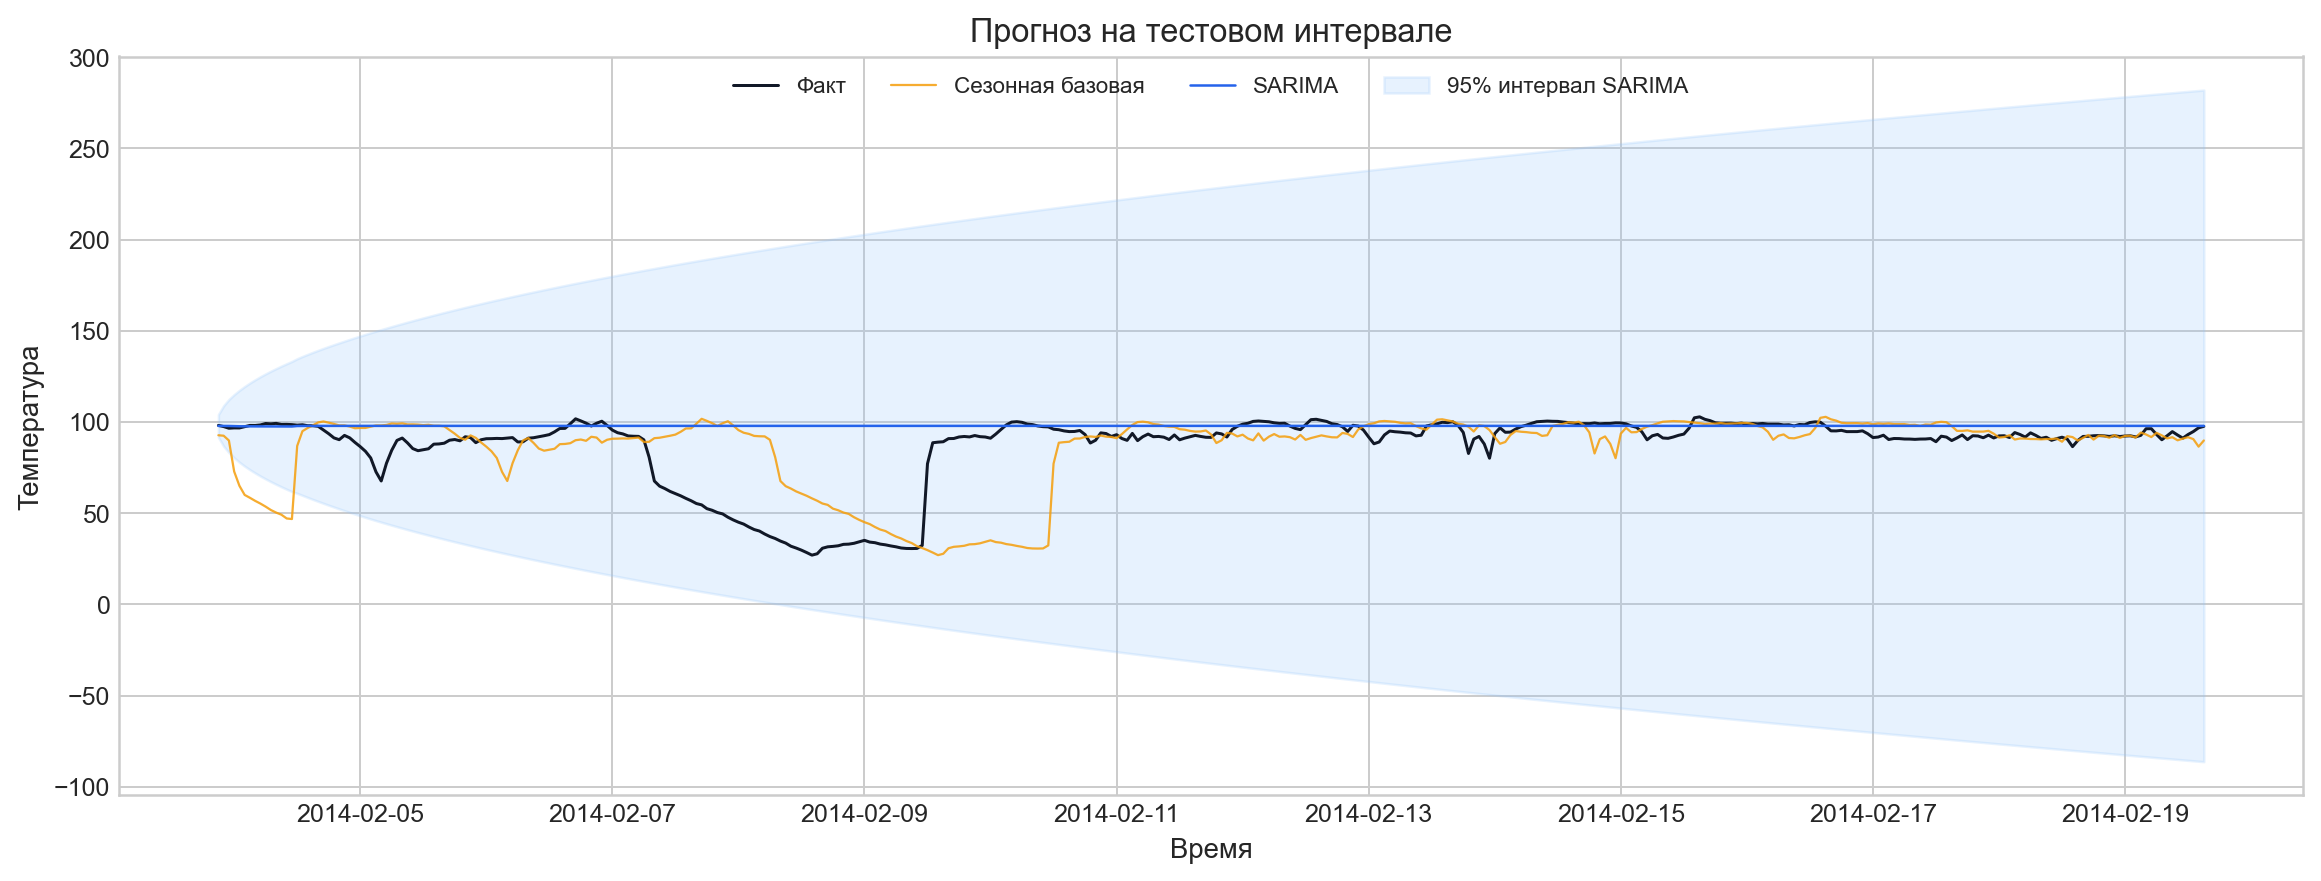 Прогноз на тестовом интервале
Факт
Сезонная базовая
SARIMA
95% интервал SARIMA
300
250
200
150
100
50
0
−50
−100
Температура
2014-02-05
2014-02-07
2014-02-09
2014-02-11
2014-02-13
2014-02-15
2014-02-17
2014-02-19
Время